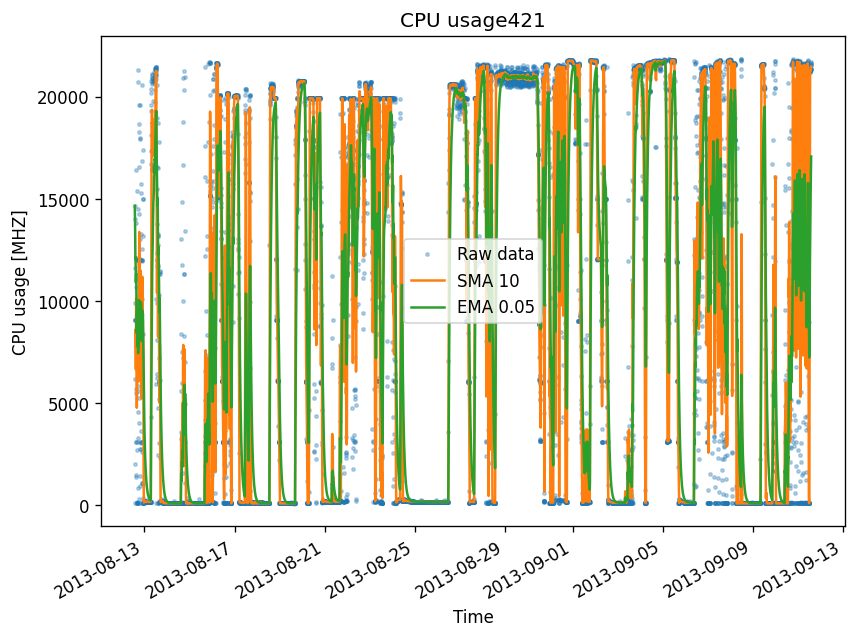 CPU usage421
CPU usage [MHZ]
20000
15000
10000
5000
0
Raw data
SMA 10
EMA 0.05
2013-08-13
2013-08-17
2013-08-21
2013-08-25
2013-08-29
2013-09-01
2013-09-05
2013-09-09
2013-09-13
Time